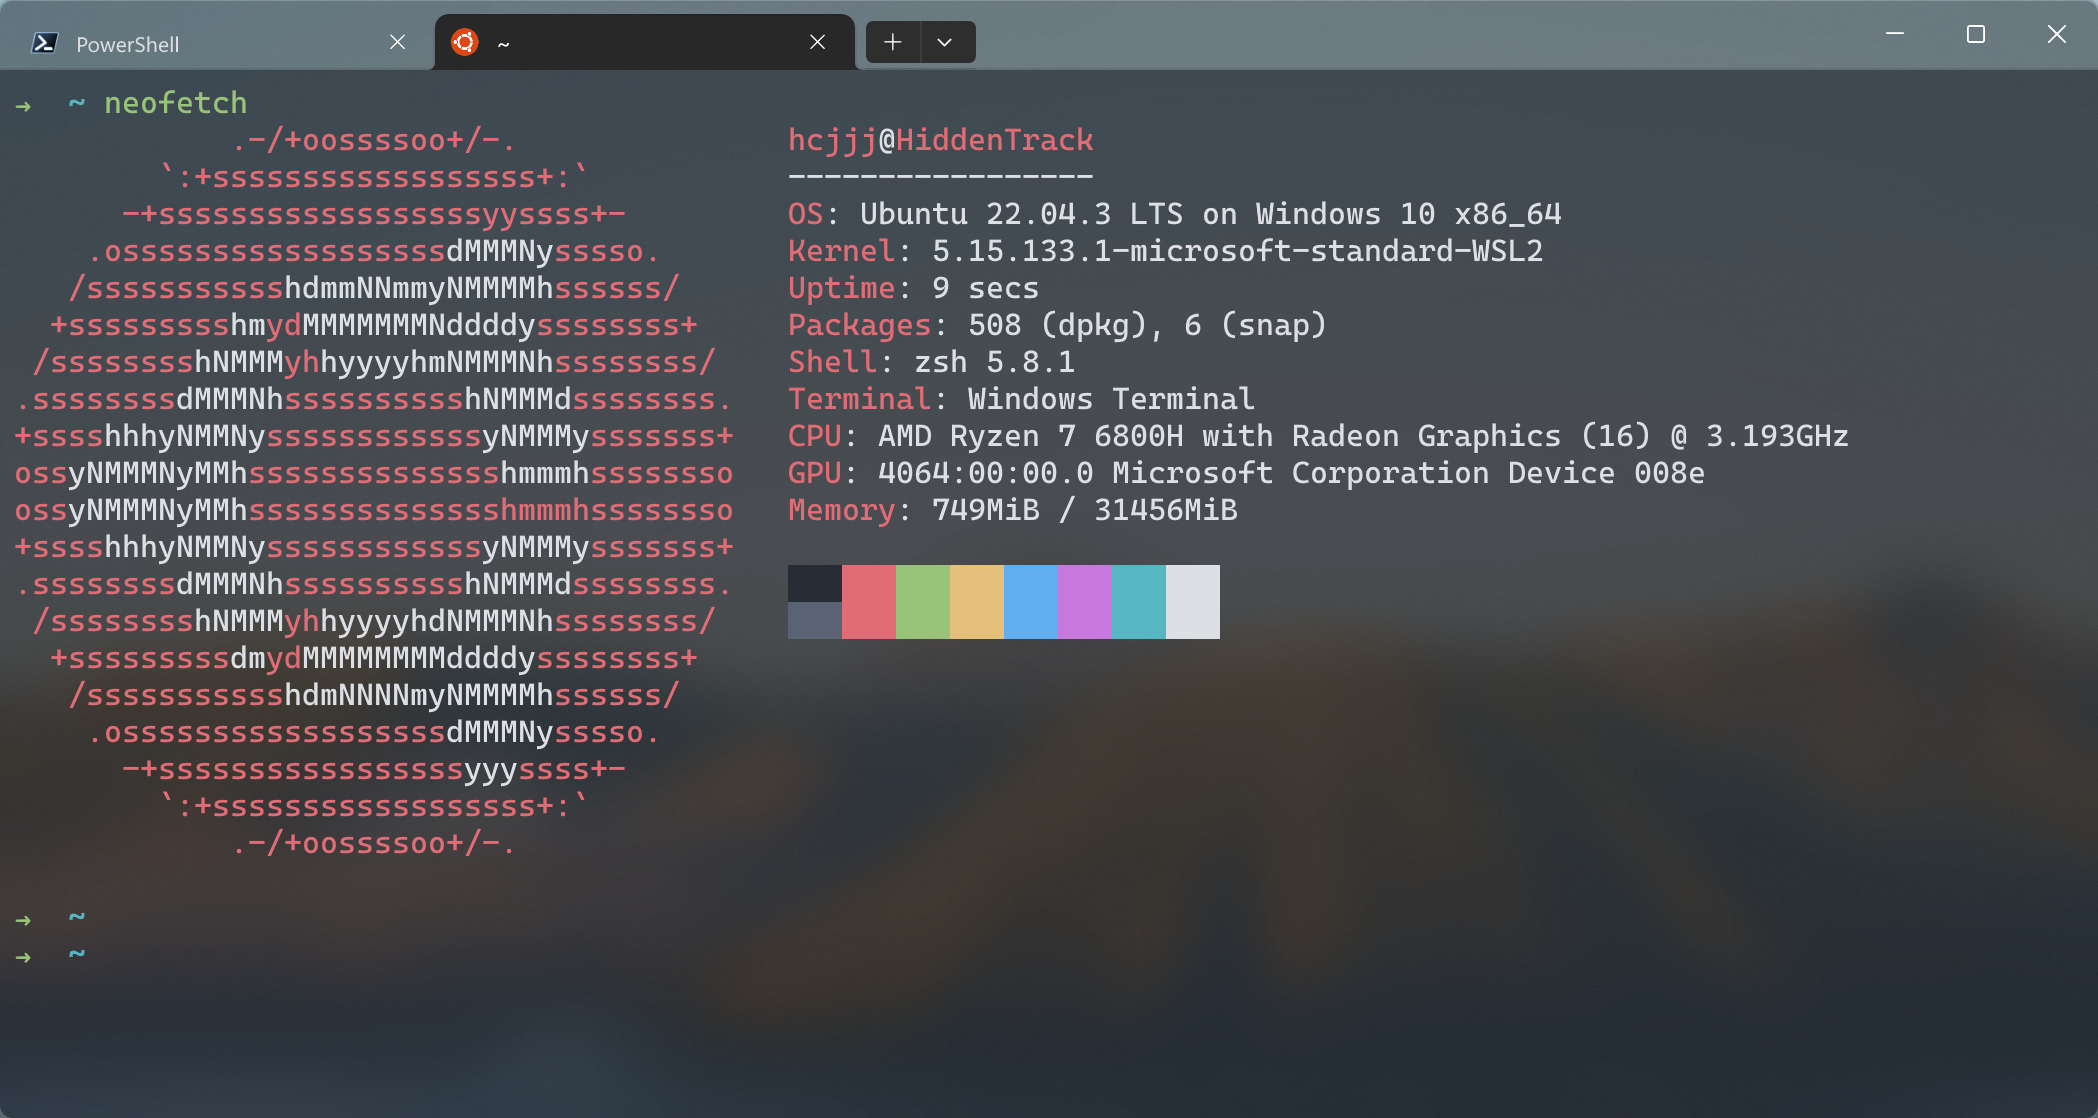 PowerShell
~
→ ~ neofetch
.-/+oossssoo+/-.
`:+ssssssssssssssssss+:`
-+ssssssssssssssssssyyssss+-
.ossssssssssssssssssdMMMNysssso.
/ssssssssssshdmmNNmmyNMMMMhssssss/
+ssssssssshmydMMMMMMMNddddyssssssss+
/sssssssshNMMMyhhyyyyhmNMMMNhssssssss/
.ssssssssdMMMNhsssssssssshNMMMdssssssss.
+sssshhhyNMMNyssssssssssssyNMMMysssssss+
ossyNMMMNyMMhsssssssssssssshmmmhssssssso
ossyNMMMNyMMhsssssssssssssshmmmhssssssso
+sssshhhyNMMNyssssssssssssyNMMMysssssss+
.ssssssssdMMMNhsssssssssshNMMMdssssssss.
/sssssssshNMMMyhhyyyyhdNMMMNhssssssss/
+sssssssssdmydMMMMMMMMddddyssssssss+
/ssssssssssshdmNNNNmyNMMMMhssssss/
.ossssssssssssssssssdMMMNysssso.
-+sssssssssssssssssyyyssss+-
`:+ssssssssssssssssss+:`
.-/+oossssoo+/-.
hcjjj@HiddenTrack
-----------------
OS: Ubuntu 22.04.3 LTS on Windows 10 x86_64
Kernel: 5.15.133.1-microsoft-standard-WSL2
Uptime: 9 secs
Packages: 508 (dpkg), 6 (snap)
Shell: zsh 5.8.1
Terminal: Windows Terminal
CPU: AMD Ryzen 7 6800H with Radeon Graphics (16) @ 3.193GHz
GPU: 4064:00:00.0 Microsoft Corporation Device 008e
Memory: 749MiB / 31456MiB
→ ~
→ ~